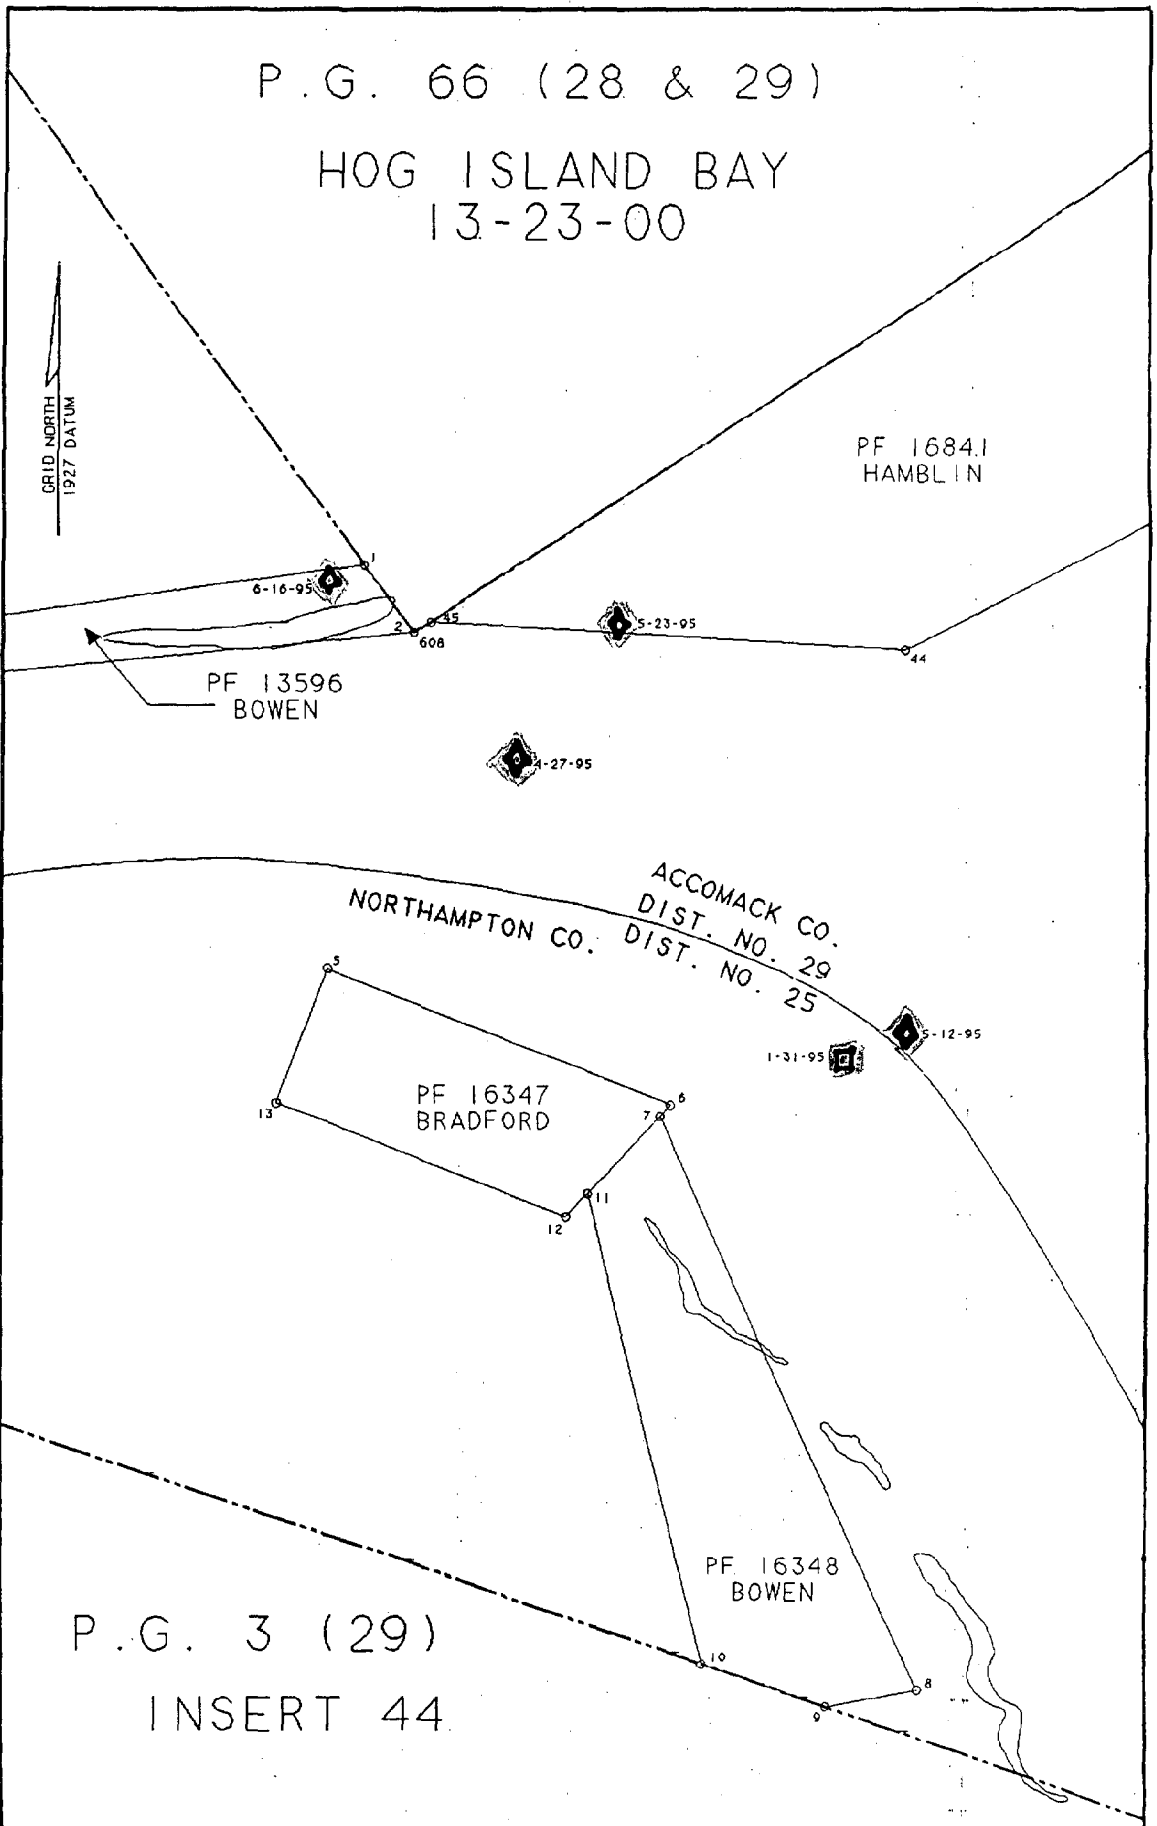 P.G. 66 (28 & 29)
HOG ISLAND BAY
13-23-00
GRID NORTH
1927 DATUM
PF 16841
HAMBLIN
1
6-16-95
45
5-23-95
2
608
44
PF 13596
BOWEN
4-27-95
ACCOMACK CO.
DIST. NO. 29
NORTHAMPTON CO. DIST. NO. 25
5
5-12-95
1-31-95
PF 16347
BRADFORD
6
7
13
11
12
PF 16348
BOWEN
P.G. 3 (29)
INSERT 44
10
8
9